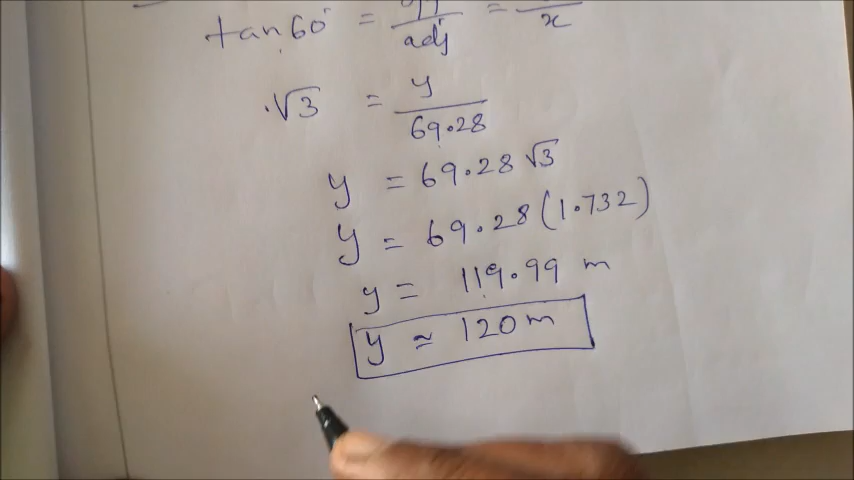 tan 60° = opp/adj = /x
√3 = y/69.28
y = 69.28 √3
y = 69.28 (1.732)
y = 119.99 m
y ≈ 120 m